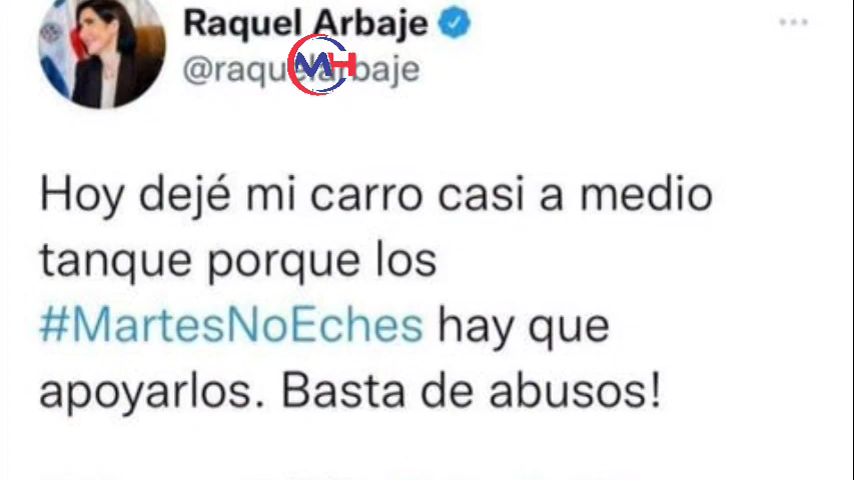 Raquel Arbaje
@raquelarbaje
MH
Hoy dejé mi carro casi a medio
tanque porque los
#MartesNoEches hay que
apoyarlos. Basta de abusos!